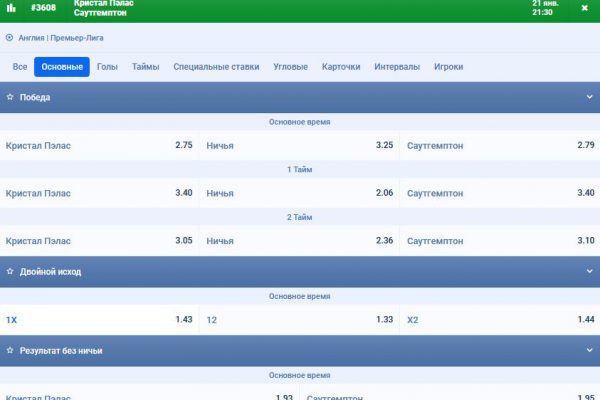 #3608 Кристал Пэлас 21 янв.
Саутгемптон 21:30
Англия | Премьер-Лига
Все Основные Голы Таймы Специальные ставки Угловые Карточки Интервалы Игроки
Победа
Основное время
Кристал Пэлас 2.75 Ничья 3.25 Саутгемптон 2.79
1 Тайм
Кристал Пэлас 3.40 Ничья 2.06 Саутгемптон 3.40
2 Тайм
Кристал Пэлас 3.05 Ничья 2.36 Саутгемптон 3.10
Двойной исход
Основное время
1X 1.43 12 1.33 X2 1.44
Результат без ничьи
Основное время
Кристал Пэлас 1.93 Саутгемптон 1.95